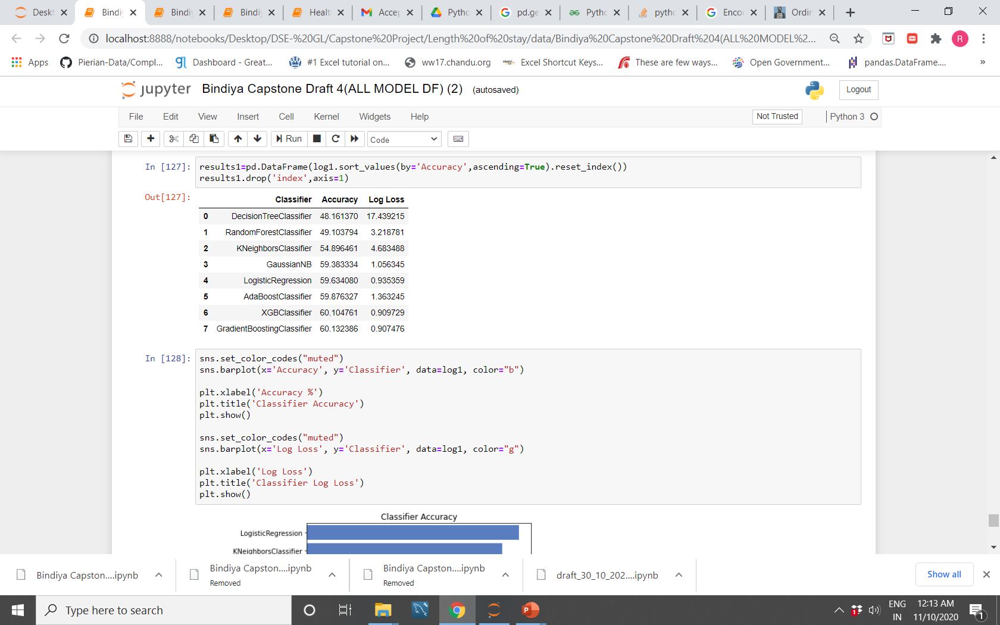 Deskt
Bindiy
Bindiy
Bindiy
Healt
Accep
Pytho
pd.ge
Pytho
pytho
Enco
Ordin
localhost:8888/notebooks/Desktop/DSE-%20GL/Capstone%20Project/Length%20of%20stay/data/Bindiya%20Capstone%20Draft%204(ALL%20MODEL%2...
R
Apps
Pierian-Data/Compl...
gl Dashboard - Great...
#1 Excel tutorial on...
ww17.chandu.org
Excel Shortcut Keys...
These are few ways...
Open Government...
pandas.DataFrame....
»
jupyter Bindiya Capstone Draft 4(ALL MODEL DF) (2) (autosaved)
Logout
File Edit View Insert Cell Kernel Widgets Help
Not Trusted
Python 3
Run
Code
In [127]: results1=pd.DataFrame(log1.sort_values(by='Accuracy',ascending=True).reset_index())
results1.drop('index',axis=1)
Out[127]:
Classifier Accuracy Log Loss
0 DecisionTreeClassifier 48.161370 17.439215
1 RandomForestClassifier 49.103794 3.218781
2 KNeighborsClassifier 54.896461 4.683488
3 GaussianNB 59.383334 1.056345
4 LogisticRegression 59.634080 0.935359
5 AdaBoostClassifier 59.876327 1.363245
6 XGBClassifier 60.104761 0.909729
7 GradientBoostingClassifier 60.132386 0.907476
In [128]: sns.set_color_codes("muted")
sns.barplot(x='Accuracy', y='Classifier', data=log1, color="b")
plt.xlabel('Accuracy %')
plt.title('Classifier Accuracy')
plt.show()
sns.set_color_codes("muted")
sns.barplot(x='Log Loss', y='Classifier', data=log1, color="g")
plt.xlabel('Log Loss')
plt.title('Classifier Log Loss')
plt.show()
Classifier Accuracy
LogisticRegression
KNeighborsClassifier
Bindiya Capston....ipynb
Bindiya Capston....ipynb
Removed
Bindiya Capston....ipynb
Removed
draft_30_10_202....ipynb
Show all
Type here to search
P
1
ENG
IN
12:13 AM
11/10/2020
1